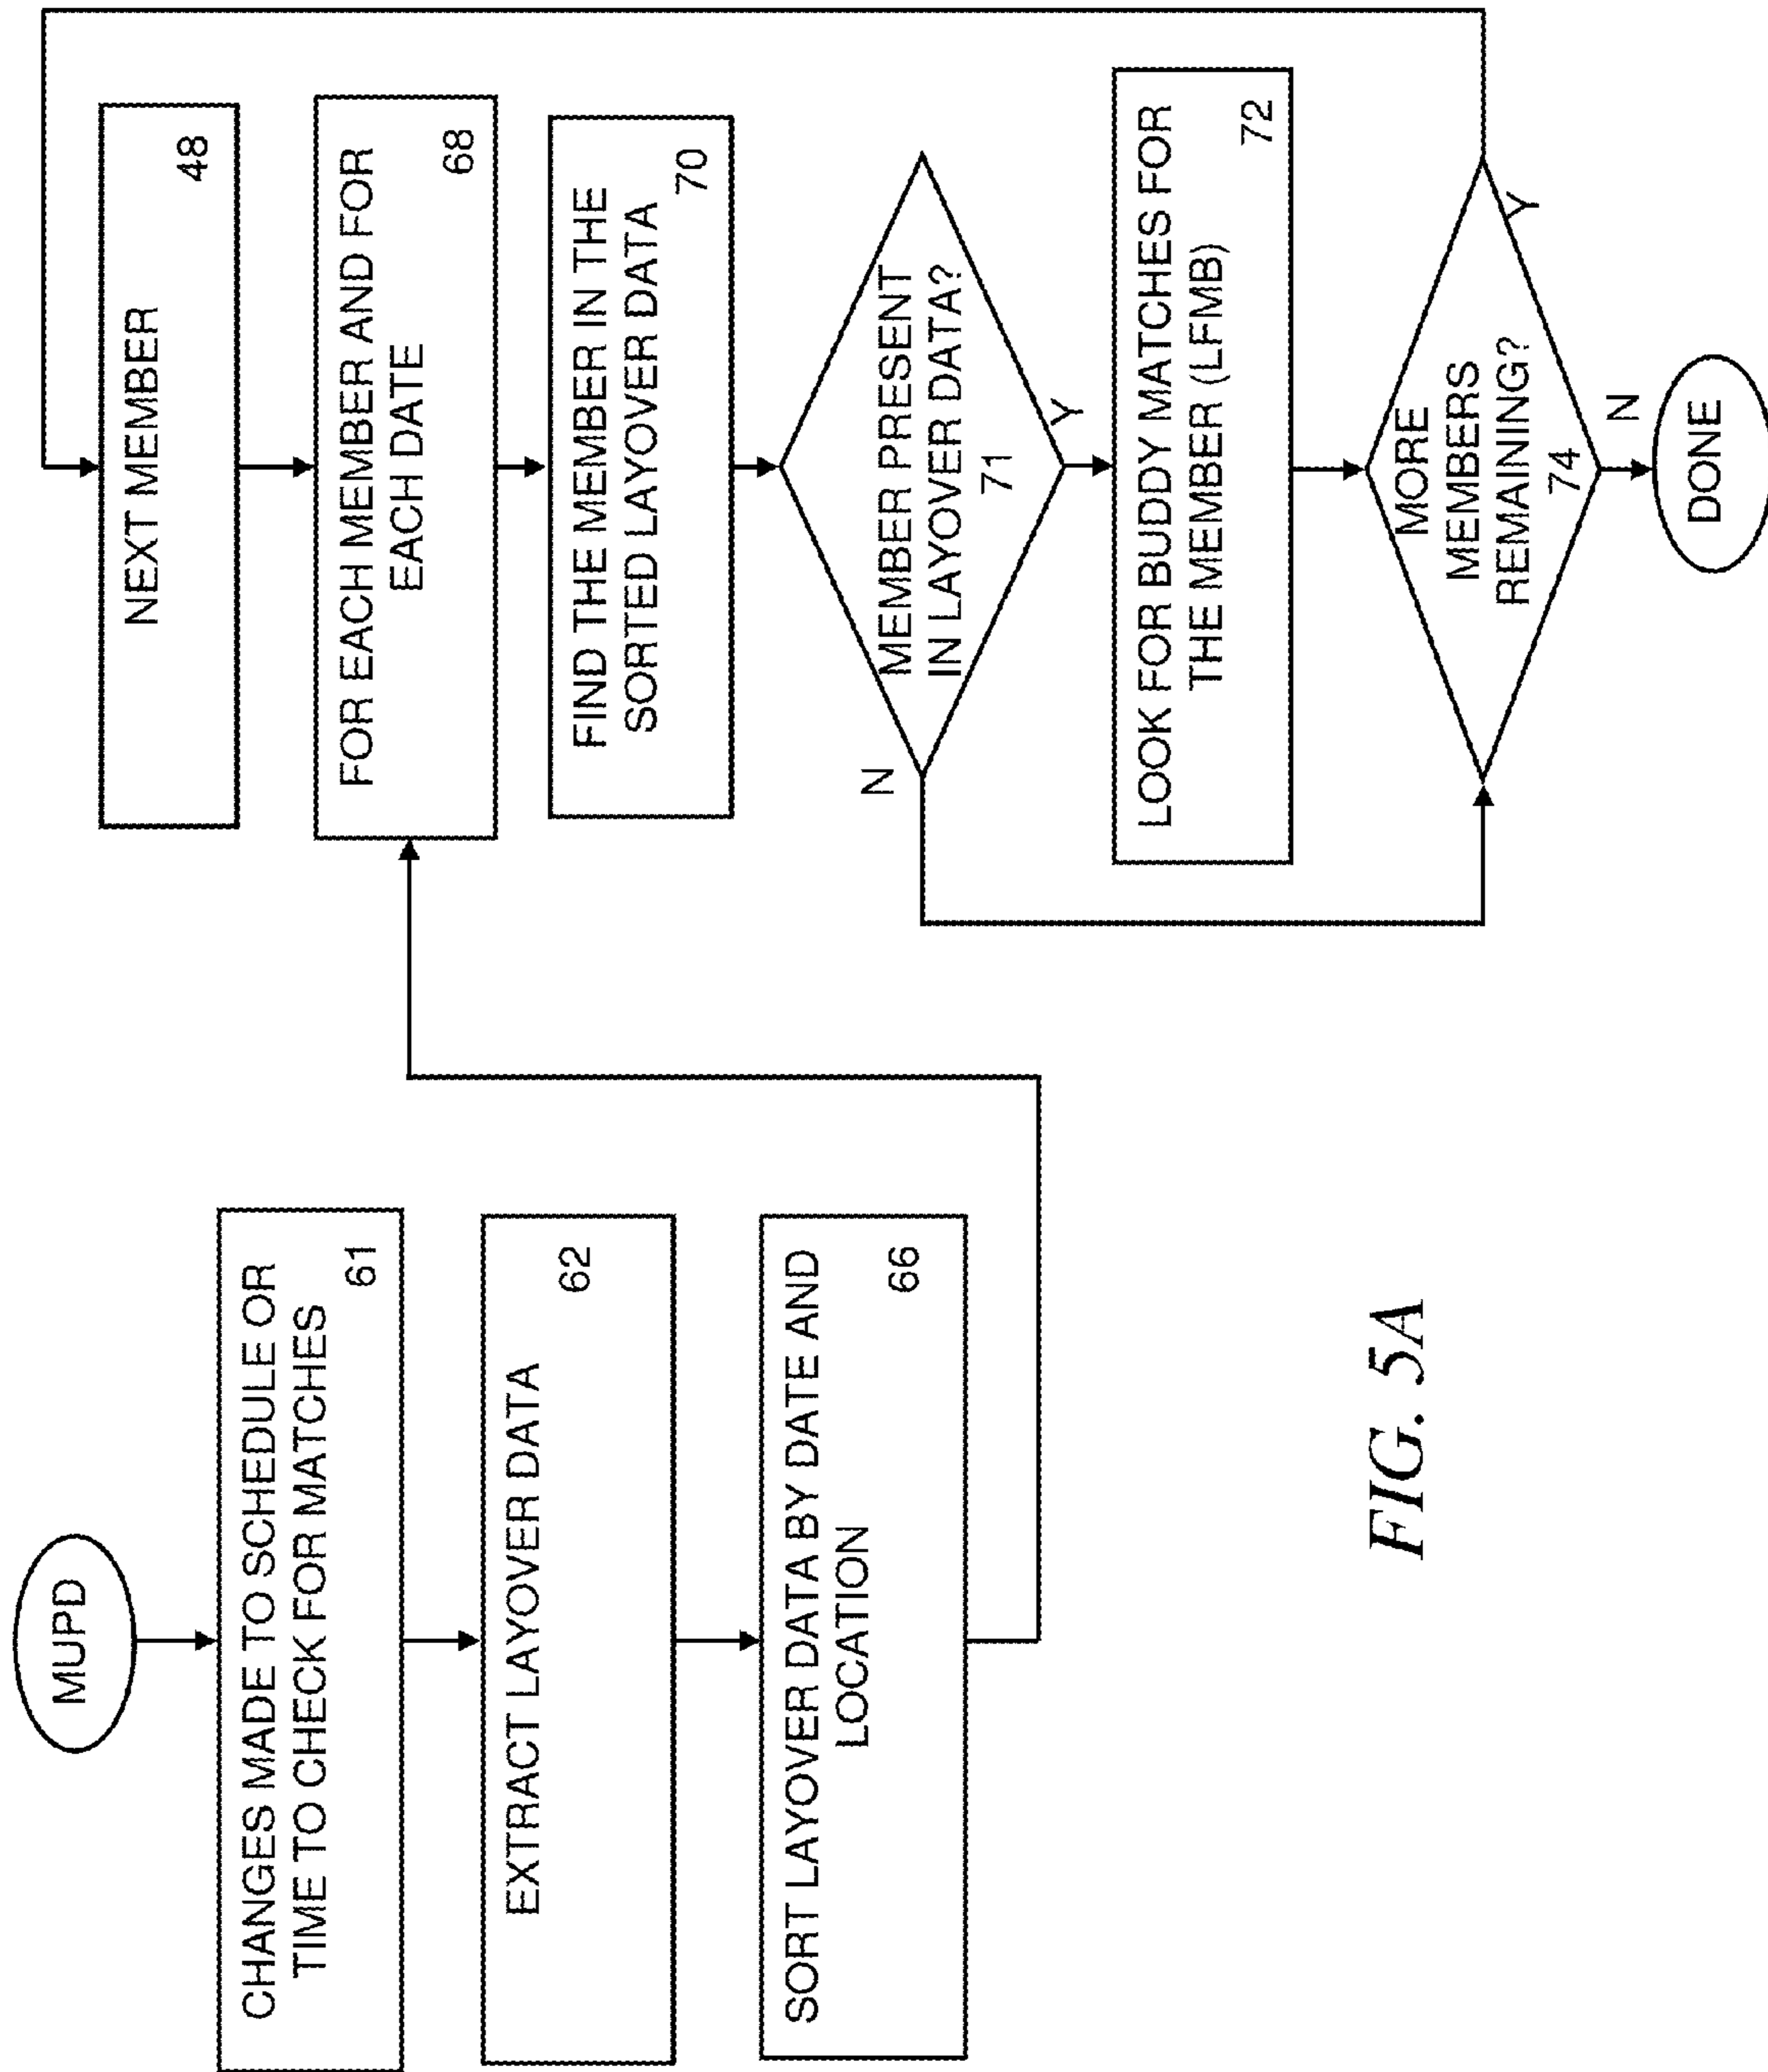 MUPD
CHANGES MADE TO SCHEDULE OR
TIME TO CHECK FOR MATCHES
61
EXTRACT LAYOVER DATA
62
SORT LAYOVER DATA BY DATE AND
LOCATION
66
NEXT MEMBER
48
FOR EACH MEMBER AND FOR
EACH DATE
68
FIND THE MEMBER IN THE
SORTED LAYOVER DATA
70
MEMBER PRESENT
IN LAYOVER DATA?
71
N
Y
LOOK FOR BUDDY MATCHES FOR
THE MEMBER (LFMB)
72
MORE
MEMBERS
REMAINING?
74
Y
N
DONE
FIG. 5A